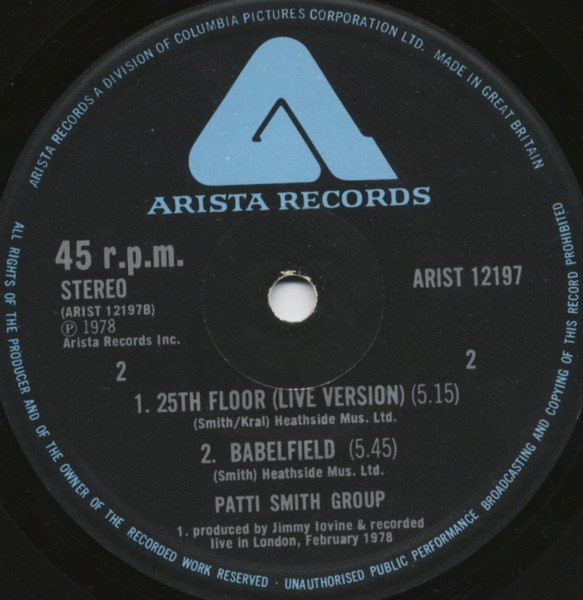 ARISTA RECORDS A DIVISION OF COLUMBIA PICTURES CORPORATION LTD. MADE IN GREAT BRITAIN
ARISTA RECORDS
45 r.p.m.
STEREO
(ARIST 12197B)
℗ 1978
Arista Records Inc.
ARIST 12197
2
2
1. 25TH FLOOR (LIVE VERSION) (5.15)
(Smith/Kral) Heathside Mus. Ltd.
2. BABELFIELD (5.45)
(Smith) Heathside Mus. Ltd.
PATTI SMITH GROUP
1. produced by Jimmy Iovine & recorded
live in London, February 1978
ALL RIGHTS OF THE PRODUCER AND OF THE OWNER OF THE RECORDED WORK RESERVED · UNAUTHORISED PUBLIC PERFORMANCE BROADCASTING AND COPYING OF THIS RECORD PROHIBITED